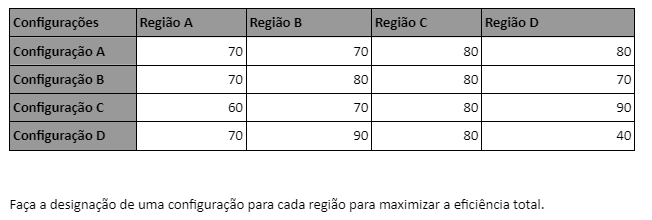 Configurações Região A Região B Região C Região D
Configuração A 70 70 80 80
Configuração B 70 80 80 70
Configuração C 60 70 80 90
Configuração D 70 90 80 40
Faça a designação de uma configuração para cada região para maximizar a eficiência total.